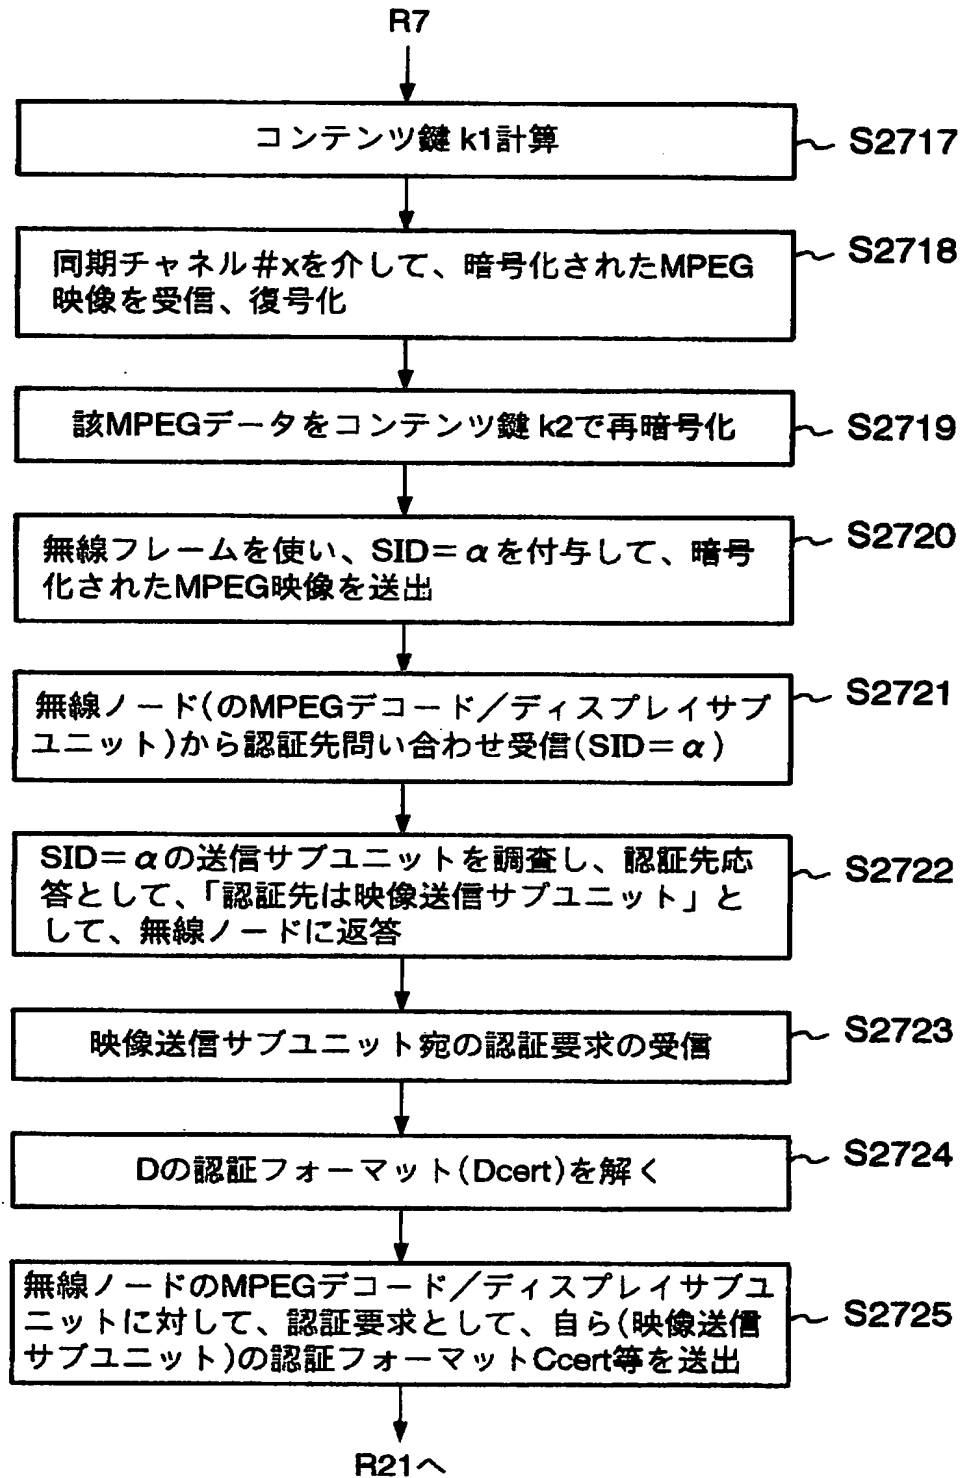 R7
コンテンツ鍵 k1計算
S2717
同期チャネル＃xを介して、暗号化されたMPEG
映像を受信、復号化
S2718
該MPEGデータをコンテンツ鍵 k2で再暗号化
S2719
無線フレームを使い、SID＝αを付与して、暗号
化されたMPEG映像を送出
S2720
無線ノード(のMPEGデコード／ディスプレイサブ
ユニット)から認証先問い合わせ受信(SID＝α)
S2721
SID＝αの送信サブユニットを調査し、認証先応
答として、「認証先は映像送信サブユニット」と
して、無線ノードに返答
S2722
映像送信サブユニット宛の認証要求の受信
S2723
Dの認証フォーマット(Dcert)を解く
S2724
無線ノードのMPEGデコード／ディスプレイサブユ
ニットに対して、認証要求として、自ら(映像送信
サブユニット)の認証フォーマットCcert等を送出
S2725
R21へ